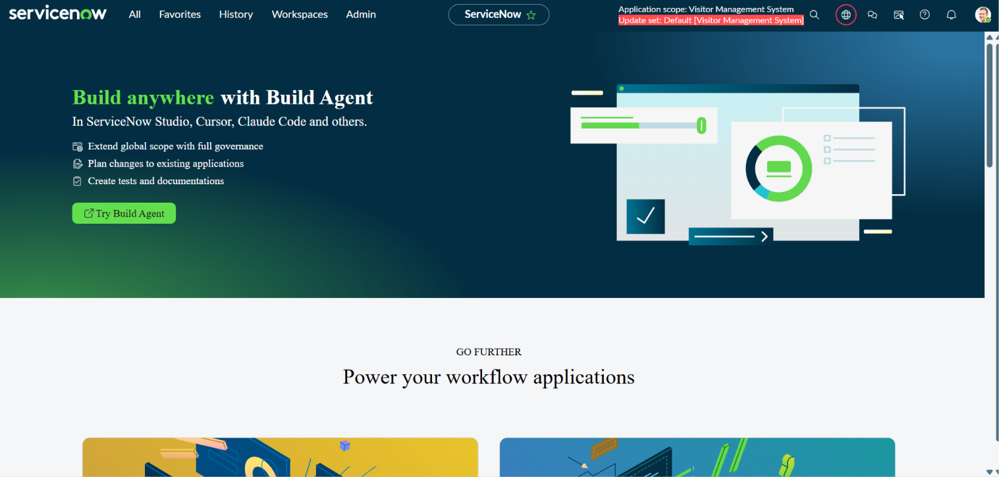 servicenow
All
Favorites
History
Workspaces
Admin
ServiceNow
Application scope: Visitor Management System
Update set: Default [Visitor Management System]
Build anywhere with Build Agent
In ServiceNow Studio, Cursor, Claude Code and others.
Extend global scope with full governance
Plan changes to existing applications
Create tests and documentations
Try Build Agent
GO FURTHER
Power your workflow applications